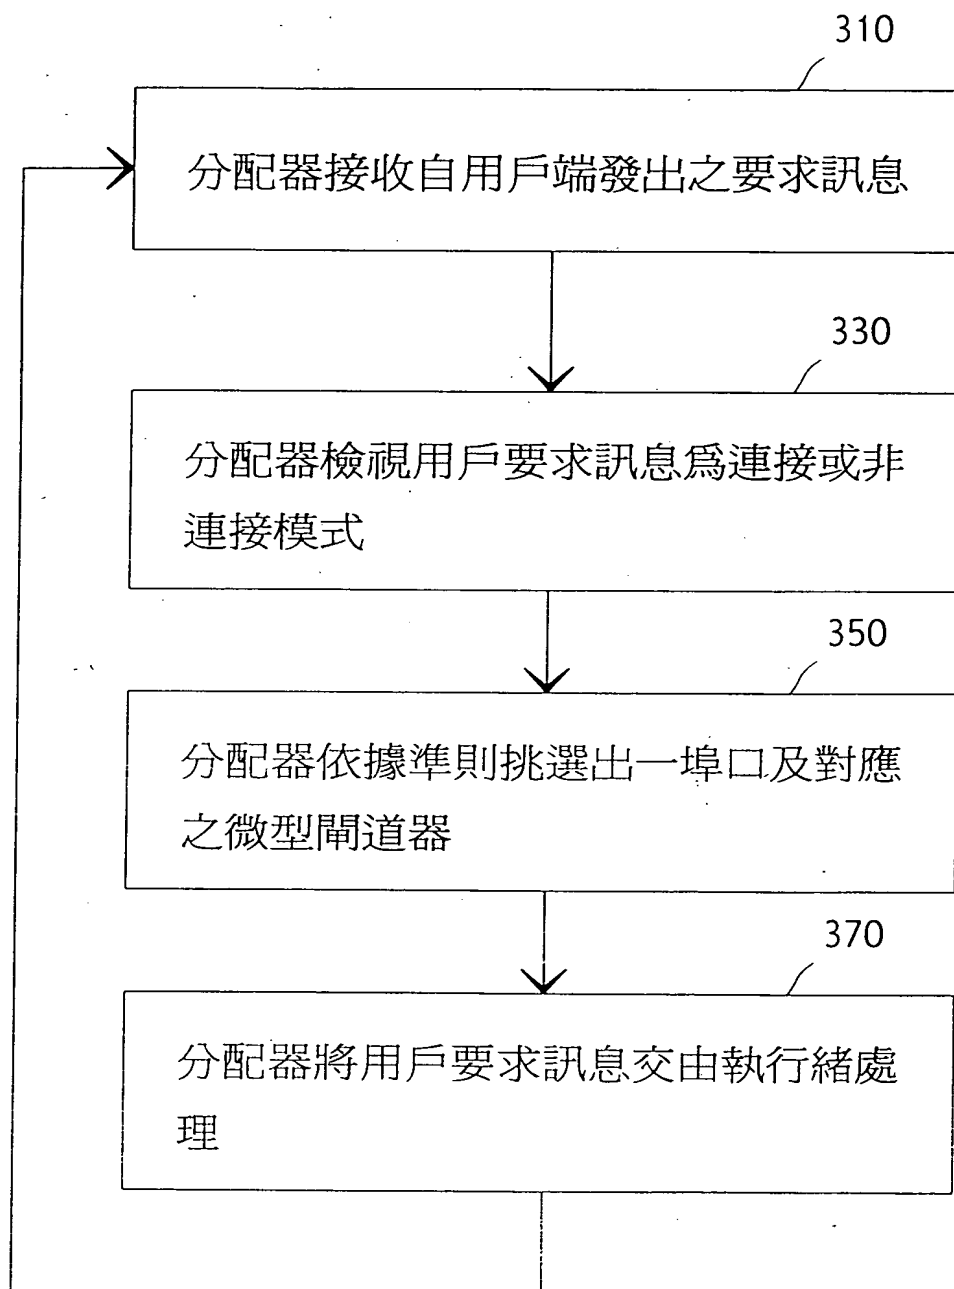 310
分配器接收自用戶端發出之要求訊息
330
分配器檢視用戶要求訊息爲連接或非
連接模式
350
分配器依據準則挑選出一埠口及對應
之微型閘道器
370
分配器將用戶要求訊息交由執行緒處
理